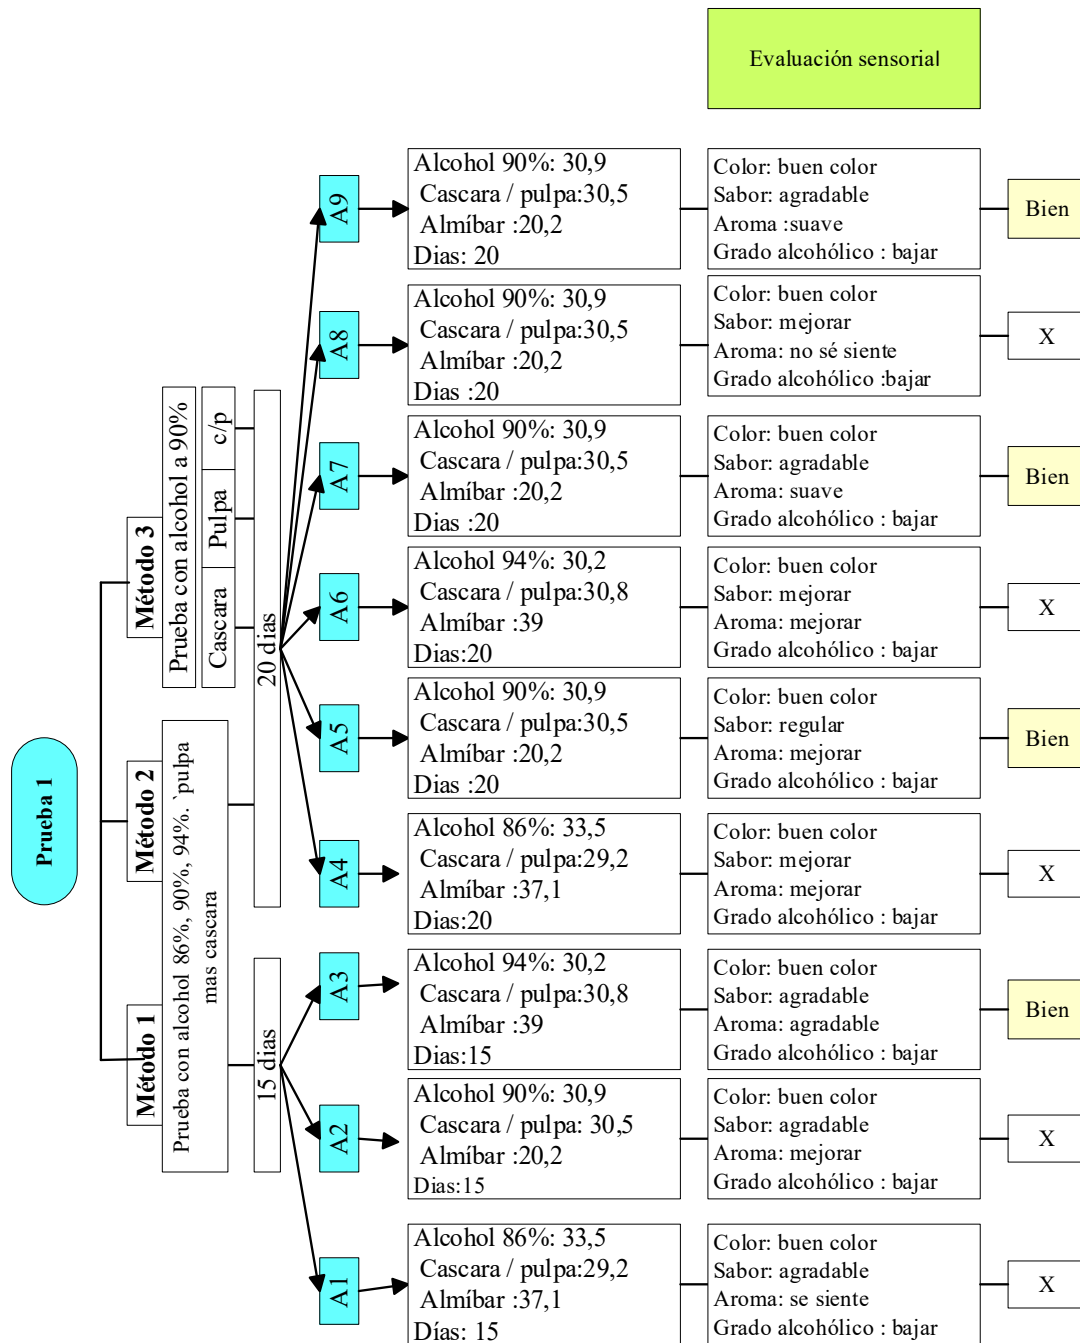 Evaluación sensorial
Prueba 1
Método 3
Prueba con alcohol a 90%
Cascara
Pulpa
c/p
20 dias
Método 2
Método 1
Prueba con alcohol 86%, 90%, 94%. `pulpa
mas cascara
15 dias
A9
Alcohol 90%: 30,9
Cascara / pulpa:30,5
Almíbar :20,2
Dias: 20
Color: buen color
Sabor: agradable
Aroma :suave
Grado alcohólico : bajar
Bien
A8
Alcohol 90%: 30,9
Cascara / pulpa:30,5
Almíbar :20,2
Dias :20
Color: buen color
Sabor: mejorar
Aroma: no sé siente
Grado alcohólico :bajar
X
A7
Alcohol 90%: 30,9
Cascara / pulpa:30,5
Almíbar :20,2
Dias :20
Color: buen color
Sabor: agradable
Aroma: suave
Grado alcohólico : bajar
Bien
A6
Alcohol 94%: 30,2
Cascara / pulpa:30,8
Almíbar :39
Dias:20
Color: buen color
Sabor: mejorar
Aroma: mejorar
Grado alcohólico : bajar
X
A5
Alcohol 90%: 30,9
Cascara / pulpa:30,5
Almíbar :20,2
Dias :20
Color: buen color
Sabor: regular
Aroma: mejorar
Grado alcohólico : bajar
Bien
A4
Alcohol 86%: 33,5
Cascara / pulpa:29,2
Almíbar :37,1
Dias:20
Color: buen color
Sabor: mejorar
Aroma: mejorar
Grado alcohólico : bajar
X
A3
Alcohol 94%: 30,2
Cascara / pulpa:30,8
Almíbar :39
Dias:15
Color: buen color
Sabor: agradable
Aroma: agradable
Grado alcohólico : bajar
Bien
A2
Alcohol 90%: 30,9
Cascara / pulpa: 30,5
Almíbar :20,2
Dias:15
Color: buen color
Sabor: agradable
Aroma: mejorar
Grado alcohólico : bajar
X
A1
Alcohol 86%: 33,5
Cascara / pulpa:29,2
Almíbar :37,1
Días: 15
Color: buen color
Sabor: agradable
Aroma: se siente
Grado alcohólico : bajar
X